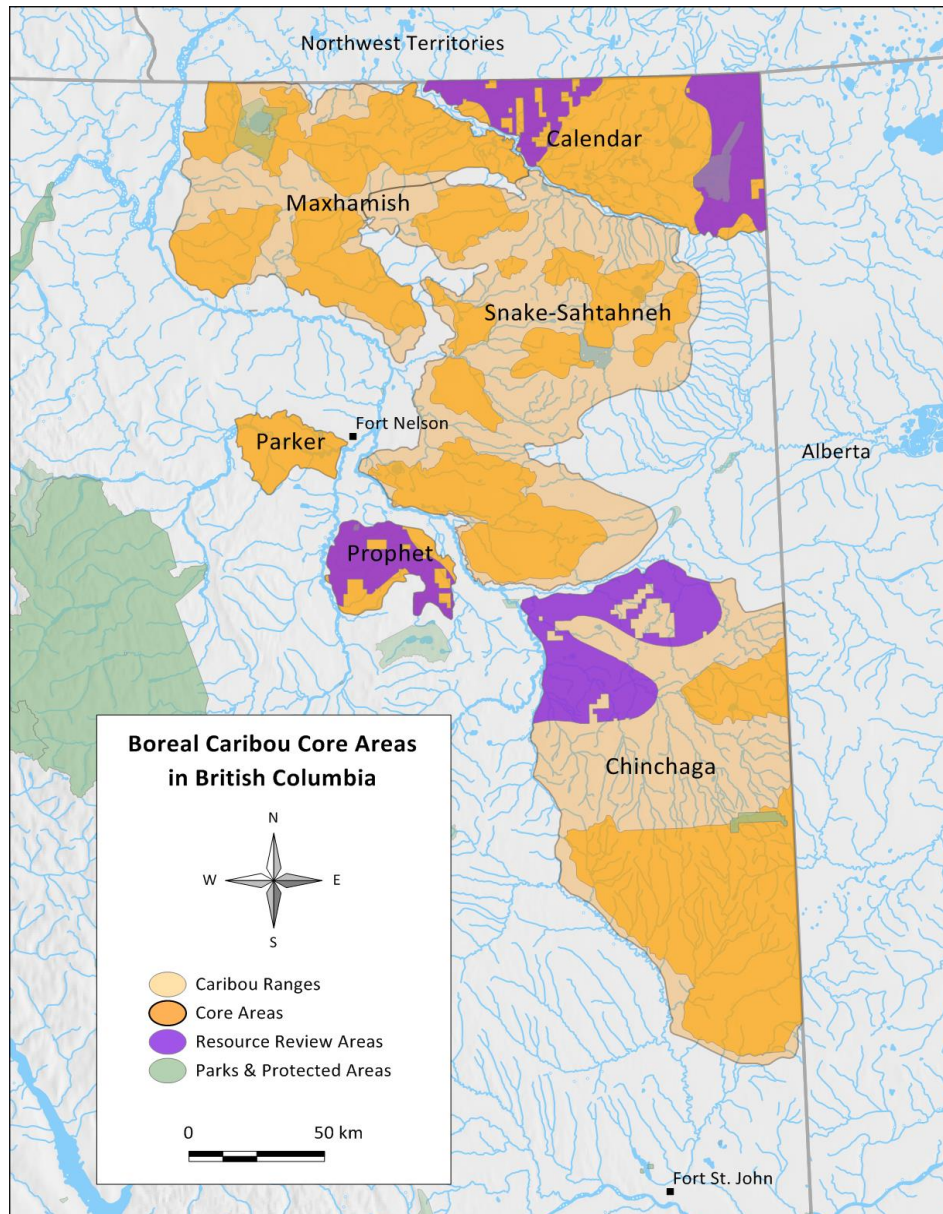 Northwest Territories
Calendar
Maxhamish
Snake-Sahtahneh
Fort Nelson
Parker
Alberta
Prophet
Chinchaga
Boreal Caribou Core Areas
in British Columbia
N
W
E
S
Caribou Ranges
Core Areas
Resource Review Areas
Parks & Protected Areas
0
50 km
Fort St. John